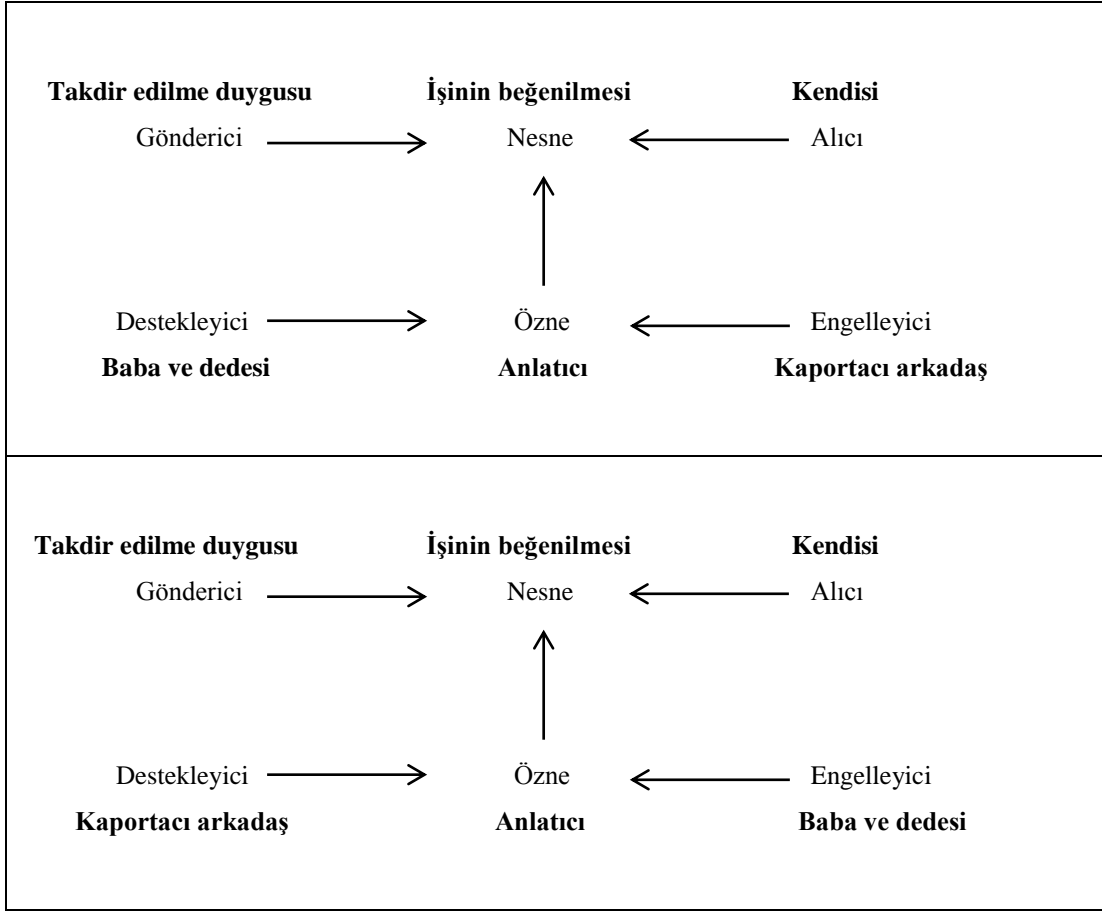 Takdir edilme duygusu İşinin beğenilmesi Kendisi
Gönderici Nesne Alıcı
Destekleyici Özne Engelleyici
Baba ve dedesi Anlatıcı Kaportacı arkadaş
Takdir edilme duygusu İşinin beğenilmesi Kendisi
Gönderici Nesne Alıcı
Destekleyici Özne Engelleyici
Kaportacı arkadaş Anlatıcı Baba ve dedesi